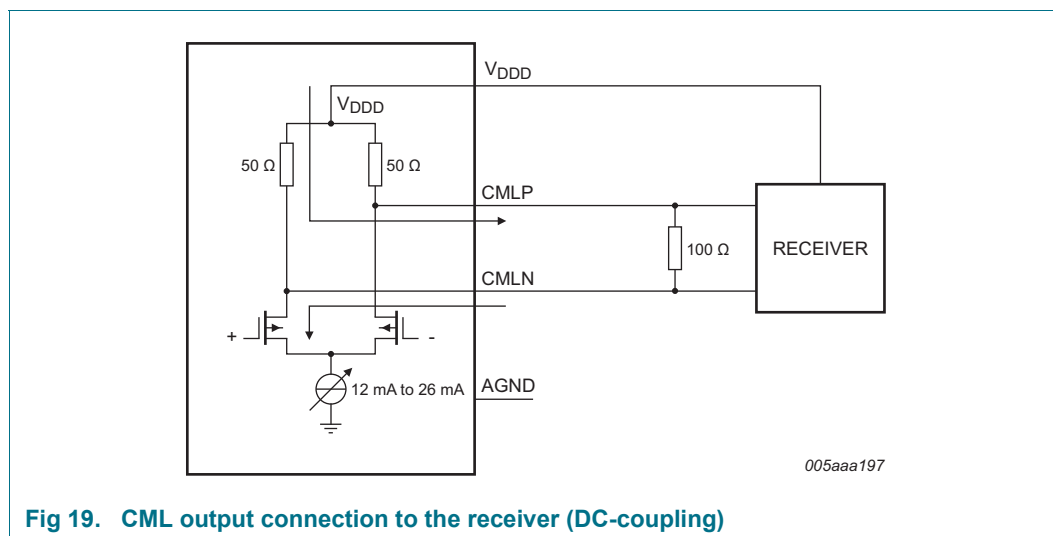 VDDD
VDDD
50 Ω
50 Ω
CMLP
100 Ω
RECEIVER
CMLN
+
-
12 mA to 26 mA
AGND
005aaa197
Fig 19. CML output connection to the receiver (DC-coupling)